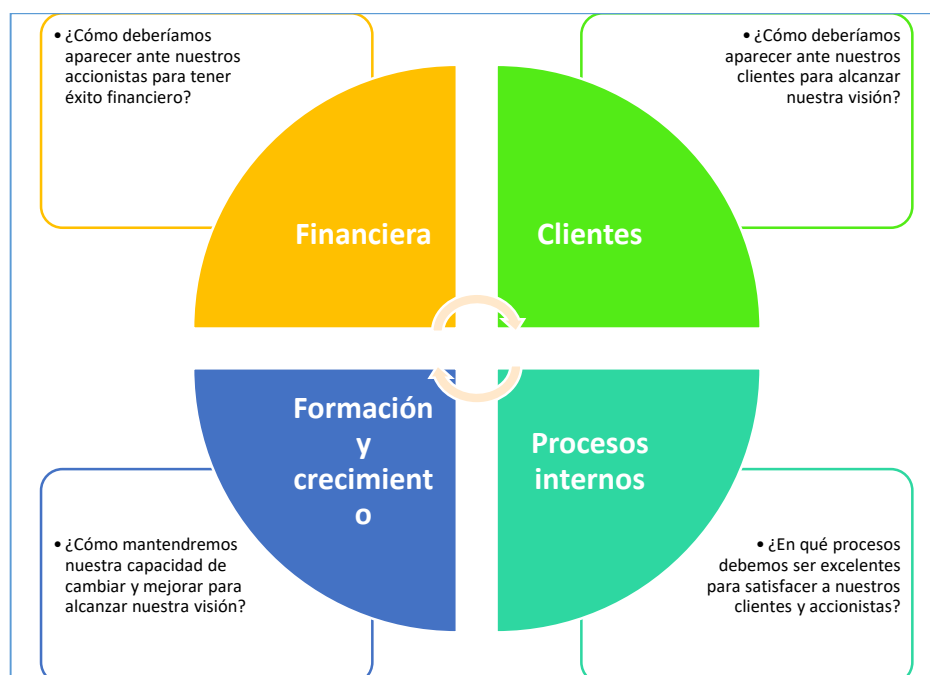 • ¿Cómo deberíamos
aparecer ante nuestros
accionistas para tener
éxito financiero?
• ¿Cómo deberíamos
aparecer ante nuestros
clientes para alcanzar
nuestra visión?
Financiera
Clientes
Formación
y
crecimient
o
Procesos
internos
• ¿Cómo mantendremos
nuestra capacidad de
cambiar y mejorar para
alcanzar nuestra visión?
• ¿En qué procesos
debemos ser excelentes
para satisfacer a nuestros
clientes y accionistas?